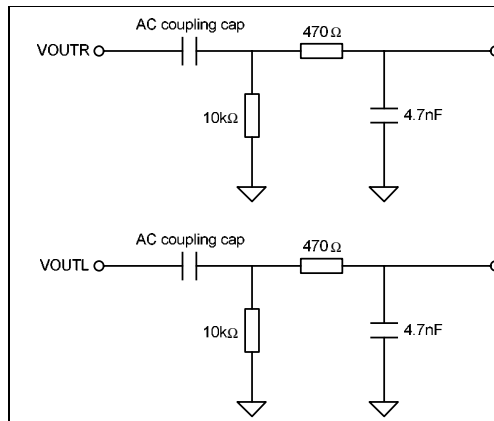 AC coupling cap
470Ω
VOUTR
10kΩ
4.7nF
AC coupling cap
470Ω
VOUTL
10kΩ
4.7nF